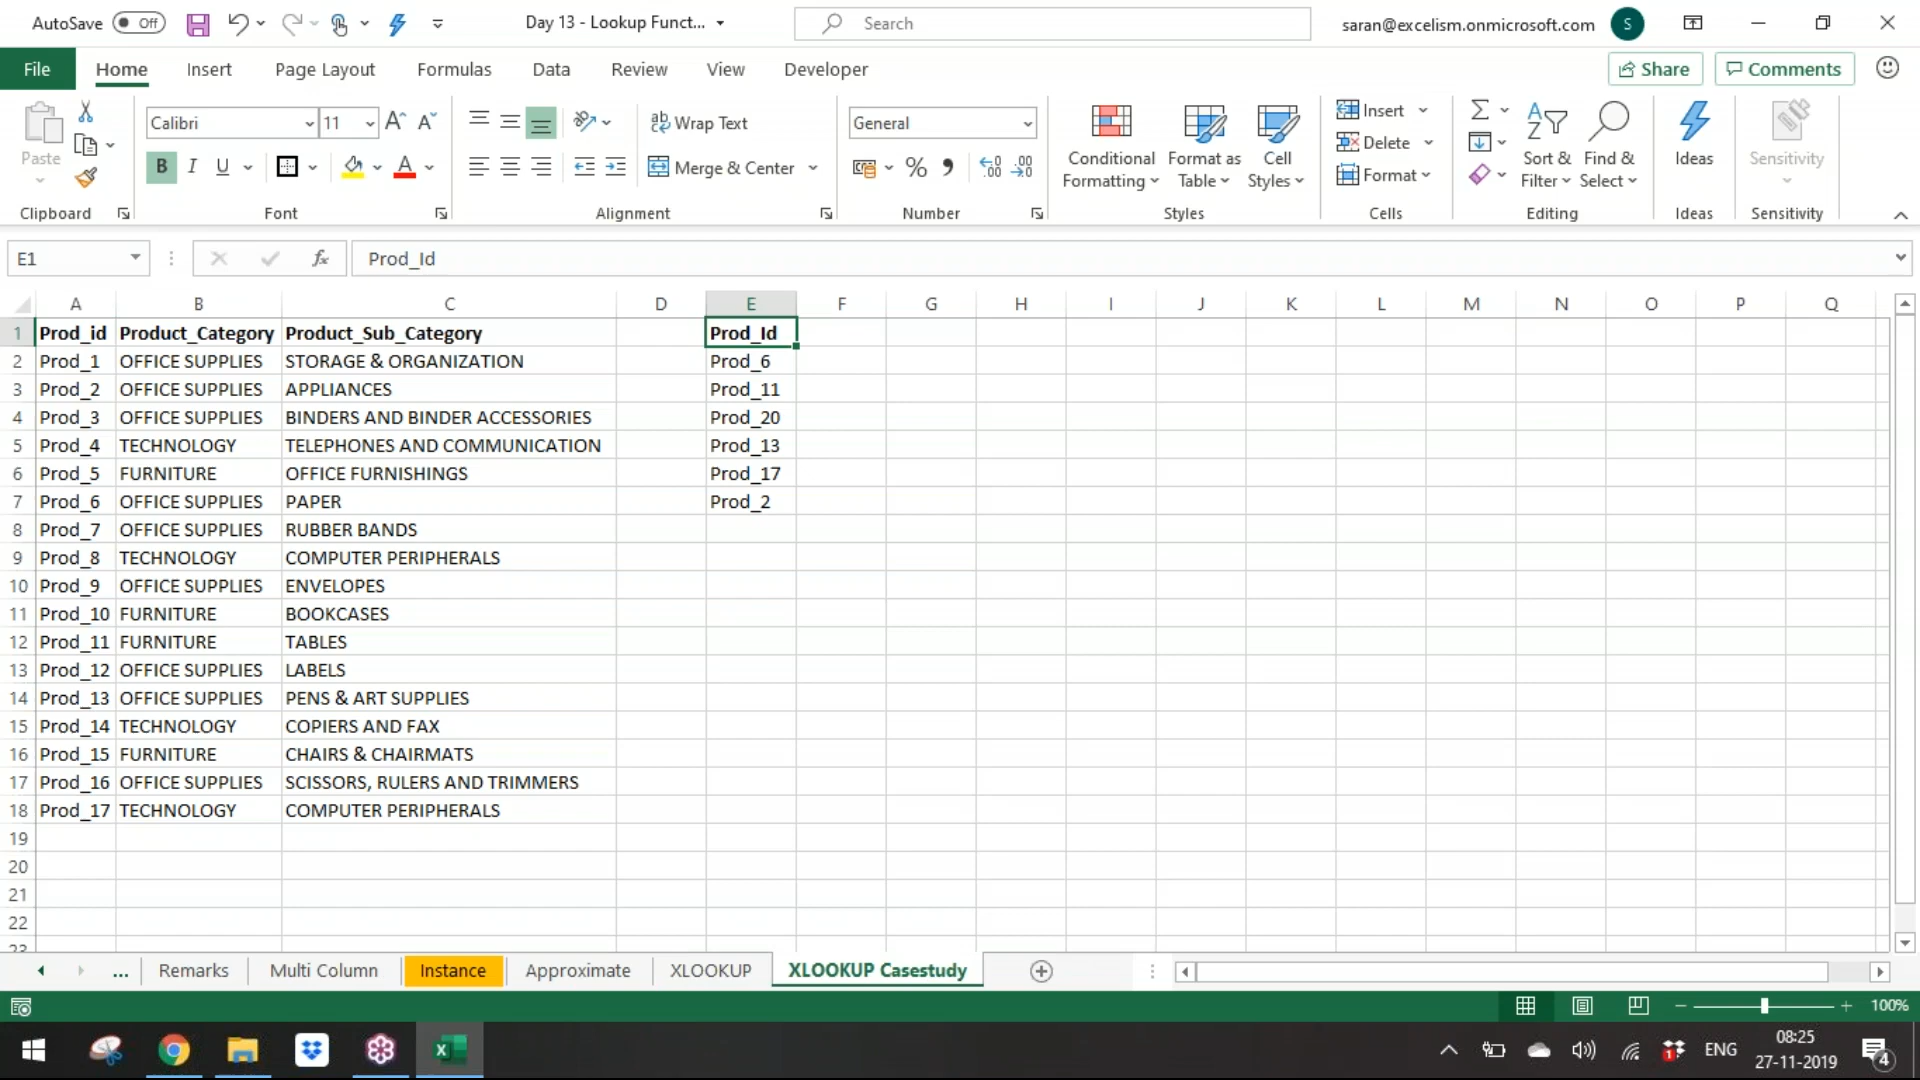 AutoSave Off Day 13 - Lookup Funct... Search saran@excelism.onmicrosoft.com S
File Home Insert Page Layout Formulas Data Review View Developer Share Comments
Paste Calibri 11 A A Wrap Text General Conditional Formatting Format as Table Cell Styles Insert Sort & Filter Find & Select Ideas Sensitivity
B I U A Merge & Center % Delete
Format
Clipboard Font Alignment Number Styles Cells Editing Ideas Sensitivity
E1 fx Prod_Id
A B C D E F G H I J K L M N O P Q
1 Prod_id Product_Category Product_Sub_Category Prod_Id
2 Prod_1 OFFICE SUPPLIES STORAGE & ORGANIZATION Prod_6
3 Prod_2 OFFICE SUPPLIES APPLIANCES Prod_11
4 Prod_3 OFFICE SUPPLIES BINDERS AND BINDER ACCESSORIES Prod_20
5 Prod_4 TECHNOLOGY TELEPHONES AND COMMUNICATION Prod_13
6 Prod_5 FURNITURE OFFICE FURNISHINGS Prod_17
7 Prod_6 OFFICE SUPPLIES PAPER Prod_2
8 Prod_7 OFFICE SUPPLIES RUBBER BANDS
9 Prod_8 TECHNOLOGY COMPUTER PERIPHERALS
10 Prod_9 OFFICE SUPPLIES ENVELOPES
11 Prod_10 FURNITURE BOOKCASES
12 Prod_11 FURNITURE TABLES
13 Prod_12 OFFICE SUPPLIES LABELS
14 Prod_13 OFFICE SUPPLIES PENS & ART SUPPLIES
15 Prod_14 TECHNOLOGY COPIERS AND FAX
16 Prod_15 FURNITURE CHAIRS & CHAIRMATS
17 Prod_16 OFFICE SUPPLIES SCISSORS, RULERS AND TRIMMERS
18 Prod_17 TECHNOLOGY COMPUTER PERIPHERALS
19
20
21
22
23
... Remarks Multi Column Instance Approximate XLOOKUP XLOOKUP Casestudy
100%
ENG 08:25
27-11-2019 4